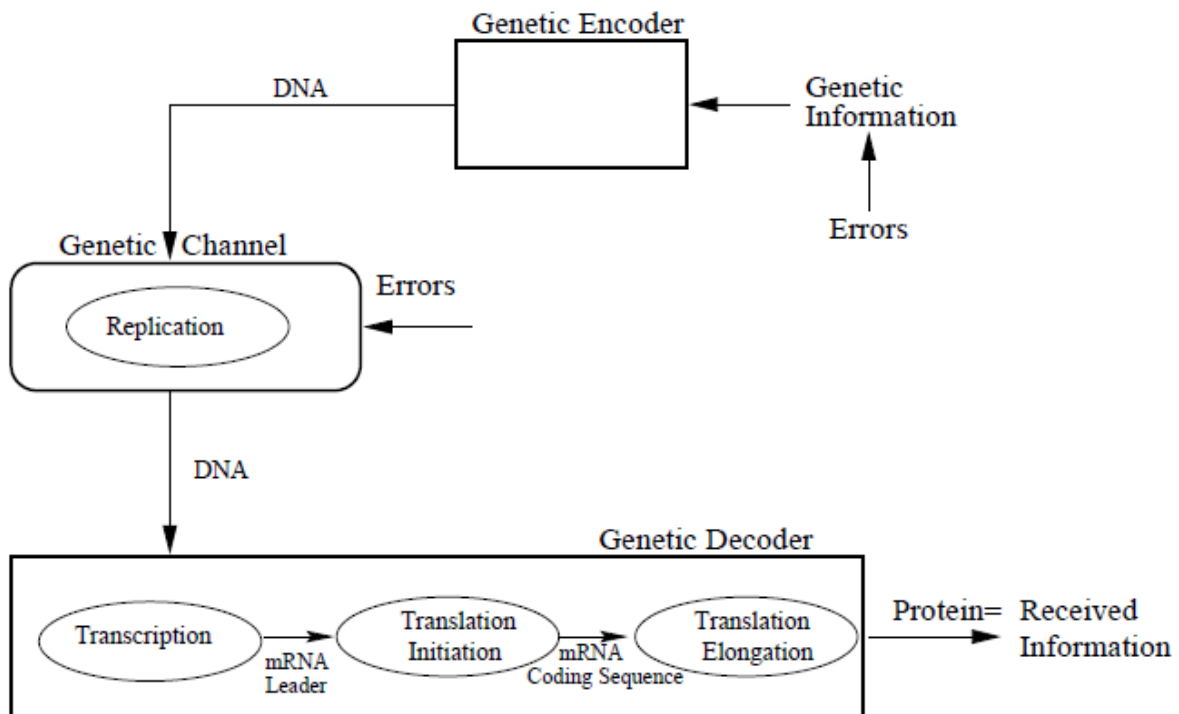 Genetic Encoder
DNA
Genetic
Information
Errors
Genetic Channel
Errors
Replication
DNA
Genetic Decoder
Transcription
mRNA
Leader
Translation
Initiation
mRNA
Coding Sequence
Translation
Elongation
Protein= Received
Information